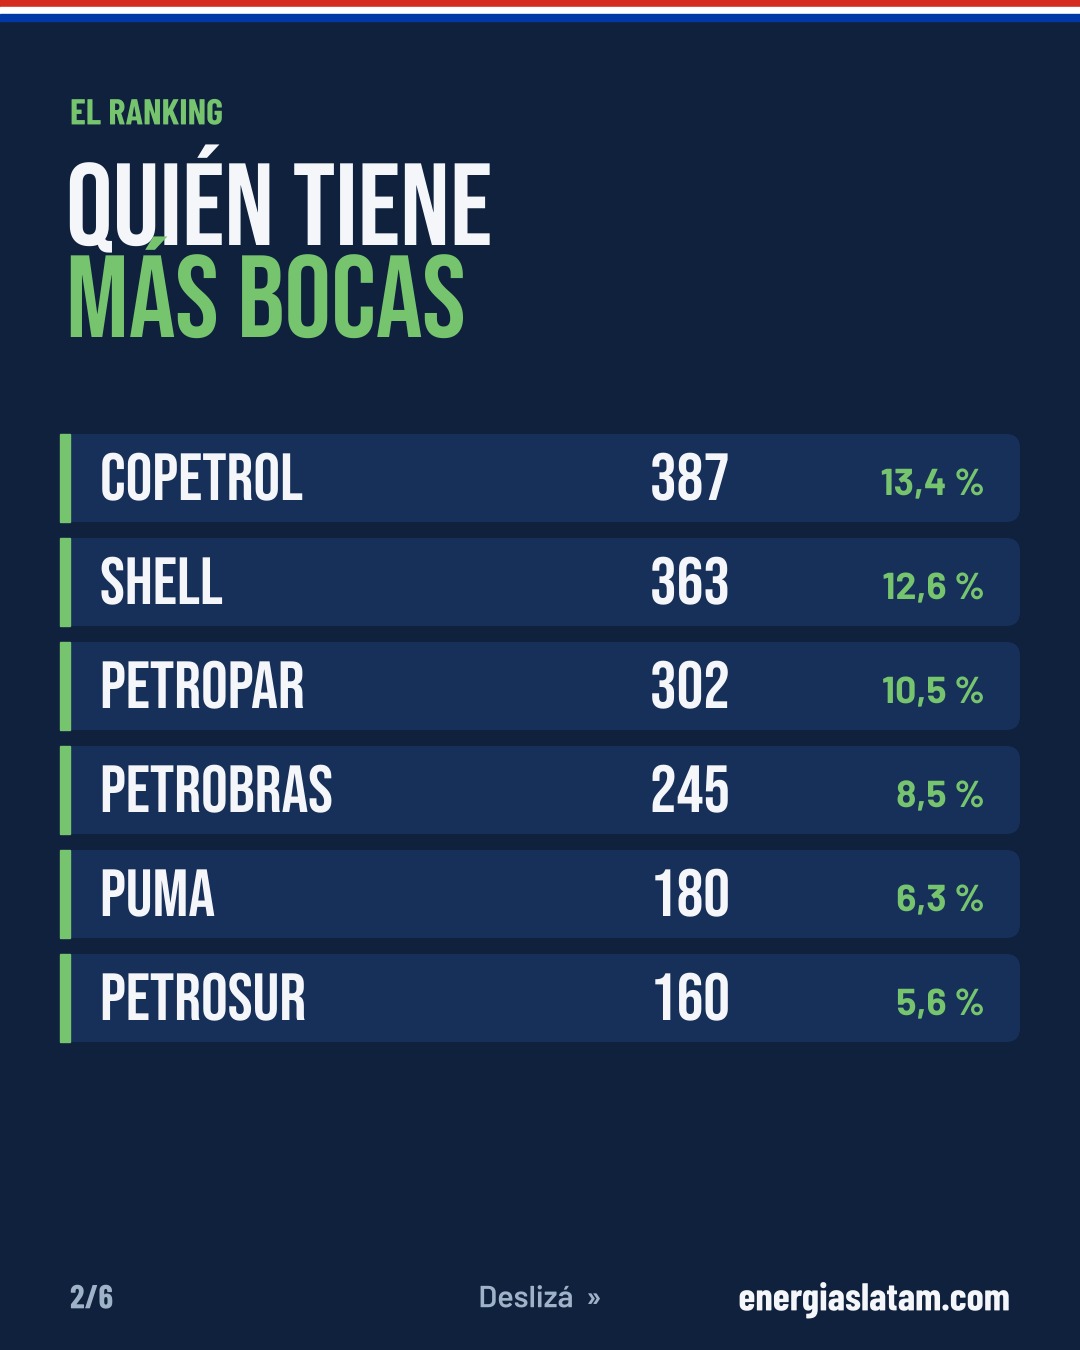 EL RANKING
QUIÉN TIENE
MÁS BOCAS
COPETROL 387 13,4 %
SHELL 363 12,6 %
PETROPAR 302 10,5 %
PETROBRAS 245 8,5 %
PUMA 180 6,3 %
PETROSUR 160 5,6 %
2/6 Deslizá » energiaslatam.com